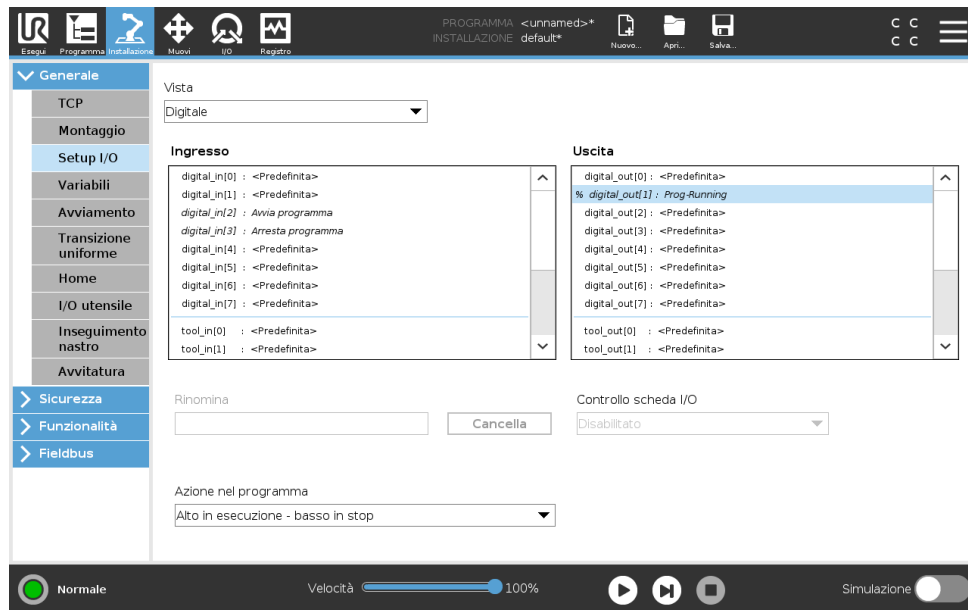 UR
Esegui
Programma
Installazione
Muovi
I/O
Registro
PROGRAMMA <unnamed>*
INSTALLAZIONE default*
Nuovo...
Apri...
Salva...
C C
C C
Generale
TCP
Montaggio
Setup I/O
Variabili
Avviamento
Transizione
uniforme
Home
I/O utensile
Inseguimento
nastro
Avvitatura
Sicurezza
Funzionalità
Fieldbus
Vista
Digitale
Ingresso
digital_in[0] : <Predefinita>
digital_in[1] : <Predefinita>
digital_in[2] : Avvia programma
digital_in[3] : Arresta programma
digital_in[4] : <Predefinita>
digital_in[5] : <Predefinita>
digital_in[6] : <Predefinita>
digital_in[7] : <Predefinita>
tool_in[0] : <Predefinita>
tool_in[1] : <Predefinita>
Uscita
digital_out[0] : <Predefinita>
% digital_out[1] : Prog-Running
digital_out[2] : <Predefinita>
digital_out[3] : <Predefinita>
digital_out[4] : <Predefinita>
digital_out[5] : <Predefinita>
digital_out[6] : <Predefinita>
digital_out[7] : <Predefinita>
tool_out[0] : <Predefinita>
tool_out[1] : <Predefinita>
Rinomina
Cancella
Controllo scheda I/O
Disabilitato
Azione nel programma
Alto in esecuzione - basso in stop
Normale
Velocità 100%
Simulazione